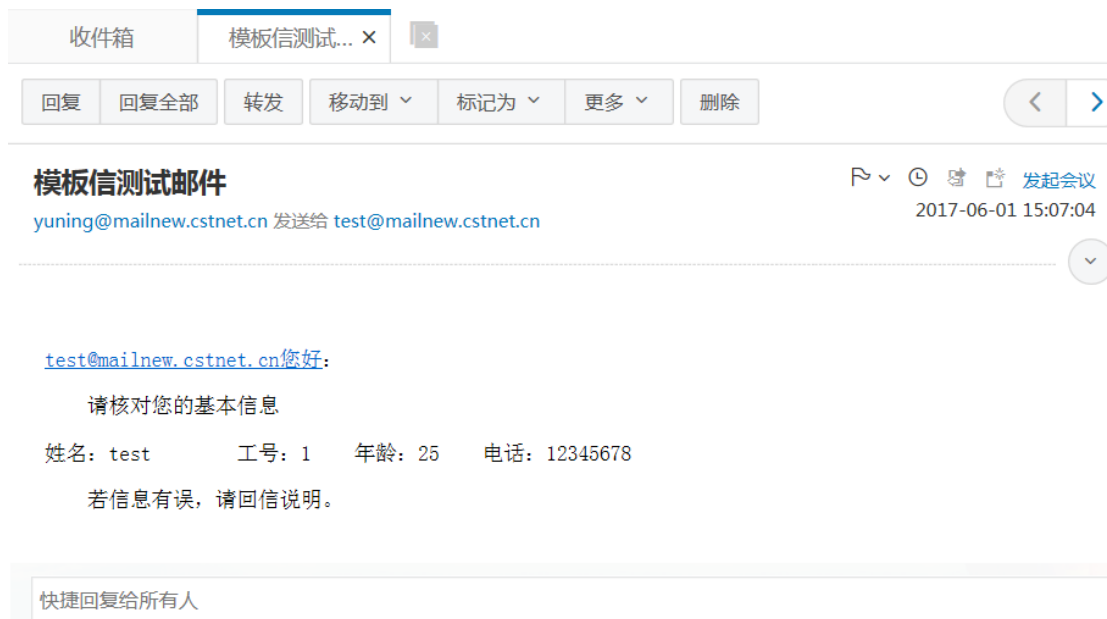 收件箱 模板信测试... ×
回复 回复全部 转发 移动到 标记为 更多 删除
模板信测试邮件
发起会议
yuning@mailnew.cstnet.cn 发送给 test@mailnew.cstnet.cn
2017-06-01 15:07:04
test@mailnew.cstnet.cn您好：
请核对您的基本信息
姓名：test 工号：1 年龄：25 电话：12345678
若信息有误，请回信说明。
快捷回复给所有人